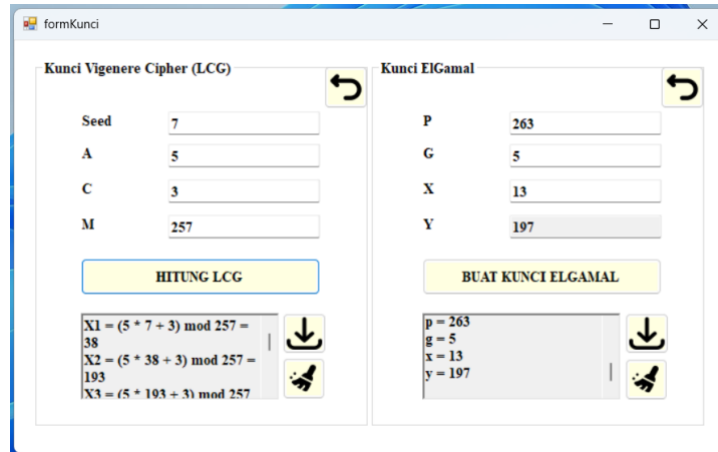 formKunci
Kunci Vigenere Cipher (LCG)
Seed 7
A 5
C 3
M 257
HITUNG LCG
X1 = (5 * 7 + 3) mod 257 =
38
X2 = (5 * 38 + 3) mod 257 =
193
X3 = (5 * 193 + 3) mod 257
Kunci ElGamal
P 263
G 5
X 13
Y 197
BUAT KUNCI ELGAMAL
p = 263
g = 5
x = 13
y = 197